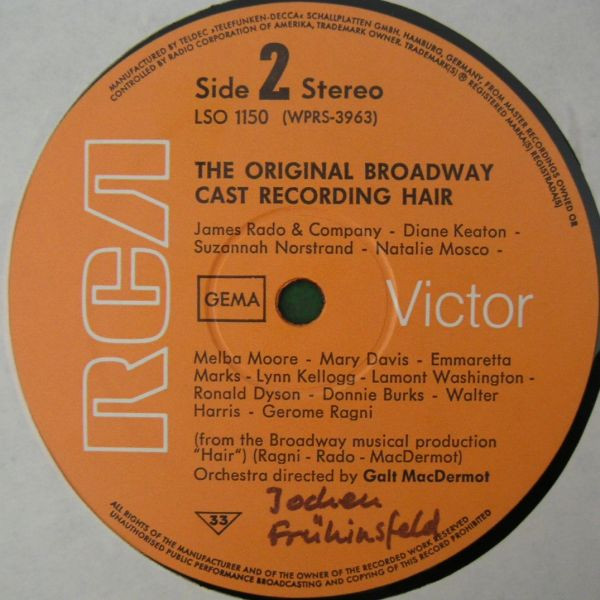 MANUFACTURED BY TELDEC »TELEFUNKEN-DECCA« SCHALLPLATTEN GMBH. HAMBURG, GERMANY, FROM MASTER RECORDINGS OWNED OR
CONTROLLED BY RADIO CORPORATION OF AMERICA, TRADEMARK OWNER. TRADEMARK(S) ® REGISTERED MARKA(S) REGISTRADA(S)
Side 2 Stereo
LSO 1150 (WPRS-3963)
THE ORIGINAL BROADWAY
CAST RECORDING HAIR
James Rado & Company - Diane Keaton -
Suzannah Norstrand - Natalie Mosco -
RCA
GEMA
Victor
Melba Moore - Mary Davis - Emmaretta
Marks - Lynn Kellogg - Lamont Washington -
Ronald Dyson - Donnie Burks - Walter
Harris - Gerome Ragni
(from the Broadway musical production
"Hair") (Ragni - Rado - MacDermot)
Orchestra directed by Galt MacDermot
33
Jochen
Frühinsfeld
ALL RIGHTS OF THE MANUFACTURER AND OF THE OWNER OF THE RECORDED WORK RESERVED
UNAUTHORISED PUBLIC PERFORMANCE BROADCASTING AND COPYING OF THIS RECORD PROHIBITED